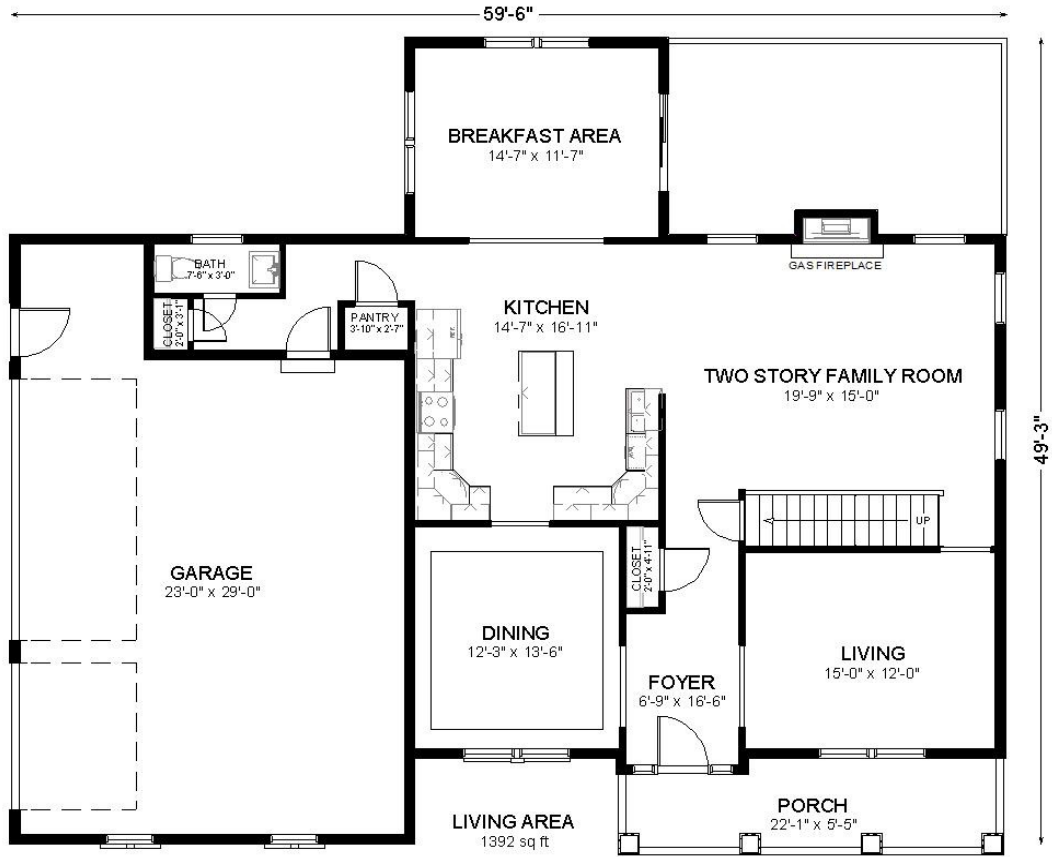 59'-6"
BREAKFAST AREA
14'-7" x 11'-7"
BATH
7'-6" x 3'-0"
GAS FIREPLACE
CLOSET
2'-0" x 3'-1"
PANTRY
3'-10" x 2'-7"
KITCHEN
14'-7" x 16'-11"
TWO STORY FAMILY ROOM
19'-9" x 15'-0"
49'-3"
UP
CLOSET
2'-0" x 4'-11"
GARAGE
23'-0" x 29'-0"
DINING
12'-3" x 13'-6"
LIVING
15'-0" x 12'-0"
FOYER
6'-9" x 16'-6"
PORCH
22'-1" x 5'-5"
LIVING AREA
1392 sq ft